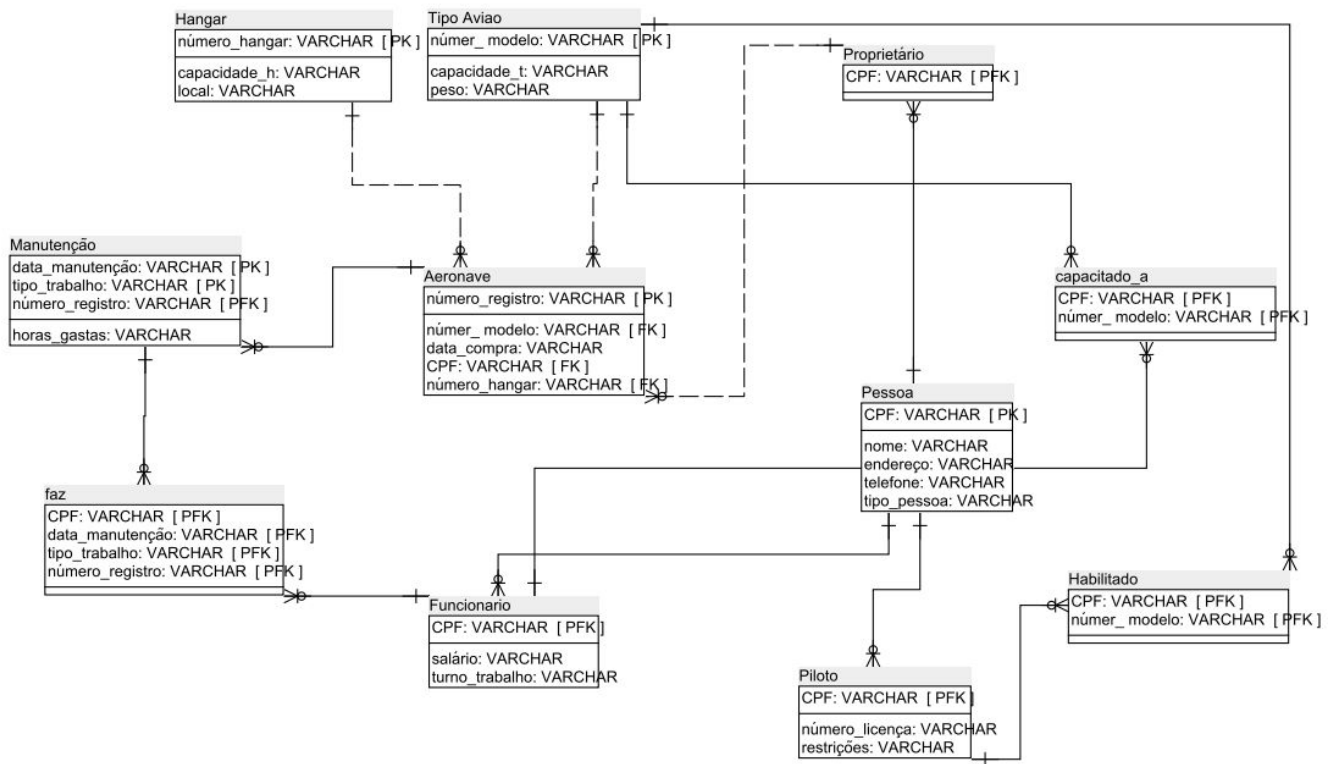 Hangar
número_hangar: VARCHAR [ PK ]
capacidade_h: VARCHAR
local: VARCHAR
Tipo Aviao
númer_ modelo: VARCHAR [ PK ]
capacidade_t: VARCHAR
peso: VARCHAR
Proprietário
CPF: VARCHAR [ PFK ]
Manutenção
data_manutenção: VARCHAR [ PK ]
tipo_trabalho: VARCHAR [ PK ]
número_registro: VARCHAR [ PFK ]
horas_gastas: VARCHAR
Aeronave
número_registro: VARCHAR [ PK ]
númer_ modelo: VARCHAR [ FK ]
data_compra: VARCHAR
CPF: VARCHAR [ FK ]
número_hangar: VARCHAR [ FK ]
capacitado_a
CPF: VARCHAR [ PFK ]
númer_ modelo: VARCHAR [ PFK ]
Pessoa
CPF: VARCHAR [ PK ]
nome: VARCHAR
endereço: VARCHAR
telefone: VARCHAR
tipo_pessoa: VARCHAR
faz
CPF: VARCHAR [ PFK ]
data_manutenção: VARCHAR [ PFK ]
tipo_trabalho: VARCHAR [ PFK ]
número_registro: VARCHAR [ PFK ]
Funcionario
CPF: VARCHAR [ PFK ]
salário: VARCHAR
turno_trabalho: VARCHAR
Habilitado
CPF: VARCHAR [ PFK ]
númer_ modelo: VARCHAR [ PFK ]
Piloto
CPF: VARCHAR [ PFK ]
número_licença: VARCHAR
restrições: VARCHAR